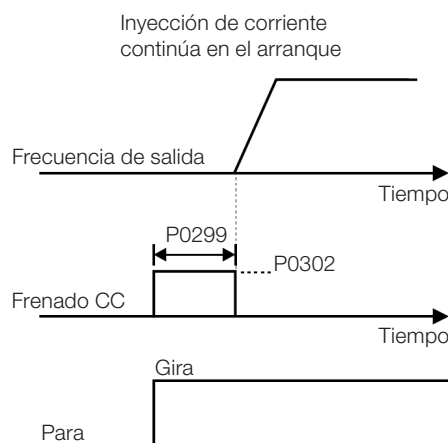 Inyección de corriente
continúa en el arranque
Frecuencia de salida
Tiempo
P0299
P0302
Frenado CC
Tiempo
Gira
Para